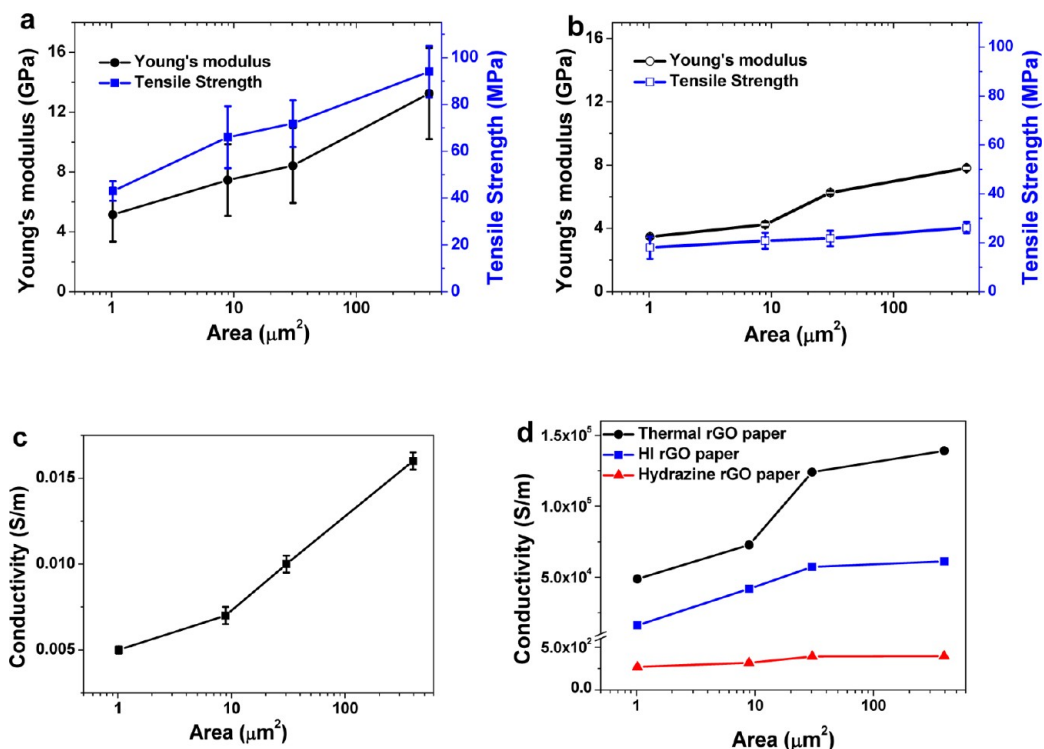 a
Young's modulus (GPa)
16
12
8
4
0
Young's modulus
Tensile Strength
100
80
60
40
20
0
Tensile Strength (MPa)
1
10
100
Area (μm²)
b
Young's modulus (GPa)
16
12
8
4
0
Young's modulus
Tensile Strength
100
80
60
40
20
0
Tensile Strength (MPa)
1
10
100
Area (μm²)
c
Conductivity (S/m)
0.015
0.010
0.005
1
10
100
Area (μm²)
d
Conductivity (S/m)
1.5x10⁵
1.0x10⁵
5.0x10⁴
5.0x10²
0.0
Thermal rGO paper
HI rGO paper
Hydrazine rGO paper
1
10
100
Area (μm²)